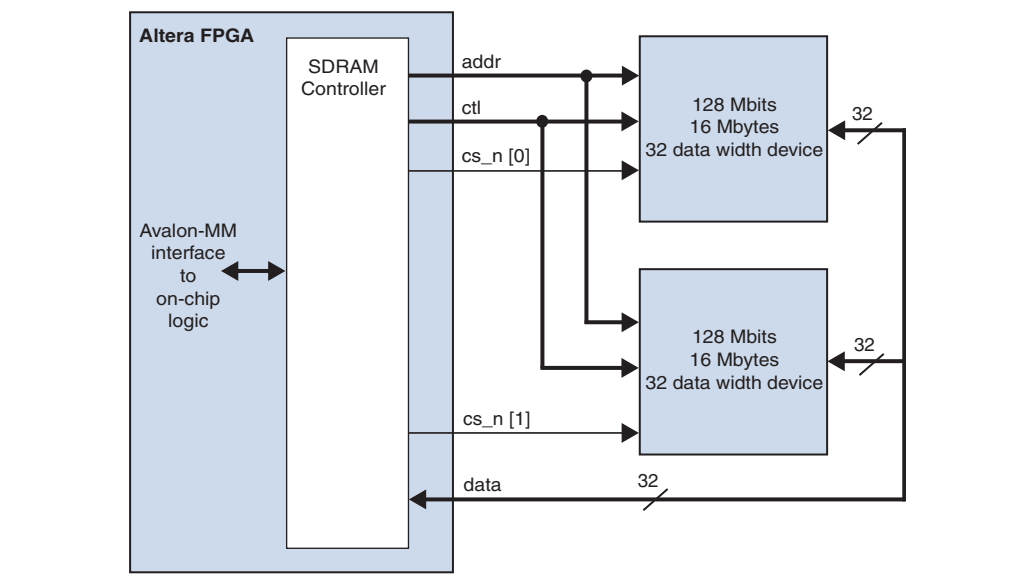 Altera FPGA
SDRAM
Controller
addr
ctl
cs_n [0]
128 Mbits
16 Mbytes
32 data width device
32
Avalon-MM
interface
to
on-chip
logic
128 Mbits
16 Mbytes
32 data width device
32
cs_n [1]
data
32